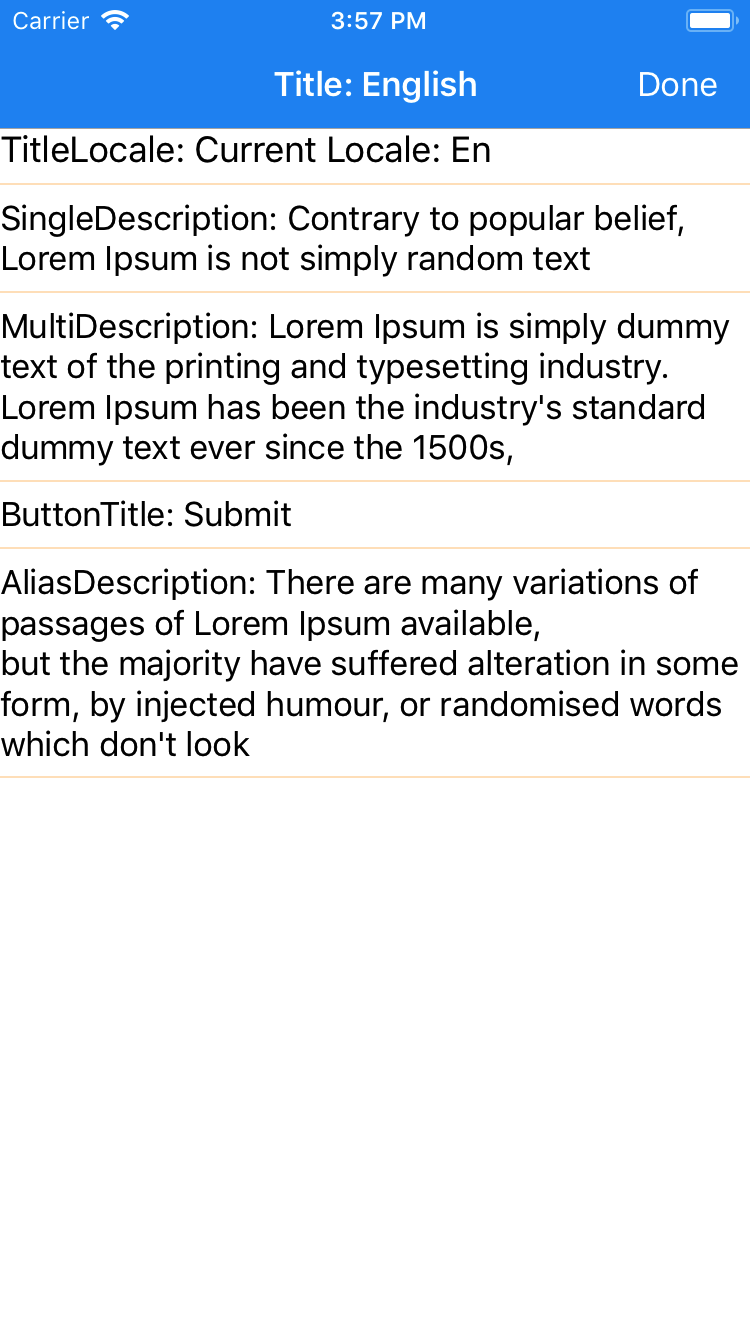 Carrier 3:57 PM
Title: English Done
TitleLocale: Current Locale: En
SingleDescription: Contrary to popular belief,
Lorem Ipsum is not simply random text
MultiDescription: Lorem Ipsum is simply dummy
text of the printing and typesetting industry.
Lorem Ipsum has been the industry's standard
dummy text ever since the 1500s,
ButtonTitle: Submit
AliasDescription: There are many variations of
passages of Lorem Ipsum available,
but the majority have suffered alteration in some
form, by injected humour, or randomised words
which don't look